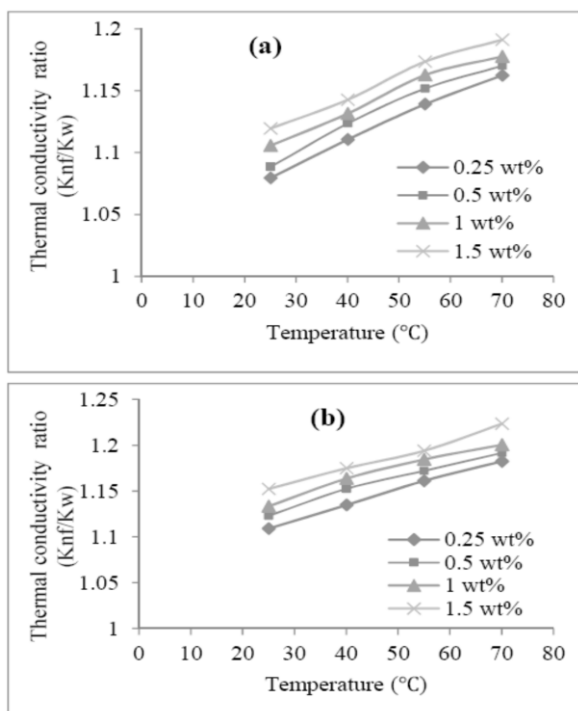 (a)
Thermal conductivity ratio
(Knf/Kw)
1.2
1.15
1.1
1.05
1
0.25 wt%
0.5 wt%
1 wt%
1.5 wt%
0 10 20 30 40 50 60 70 80
Temperature (°C)
(b)
Thermal conductivity ratio
(Knf/Kw)
1.25
1.2
1.15
1.1
1.05
1
0.25 wt%
0.5 wt%
1 wt%
1.5 wt%
0 10 20 30 40 50 60 70 80
Temperature (°C)